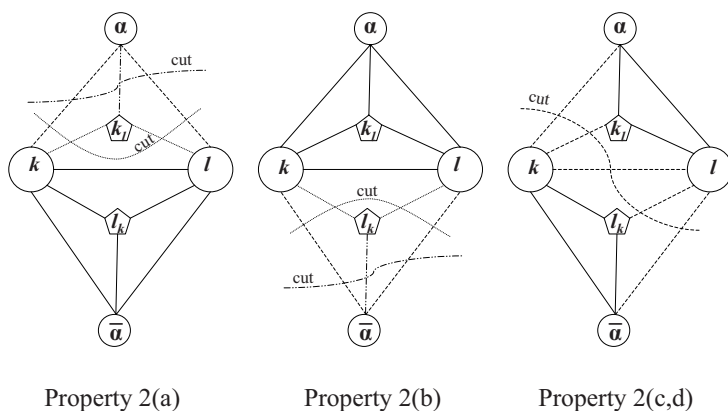 α
cut
k_l
cut
k
l
l_k
ᾱ
Property 2(a)
α
k_l
k
l
cut
l_k
cut
ᾱ
Property 2(b)
α
cut
k_l
k
l
l_k
ᾱ
Property 2(c,d)